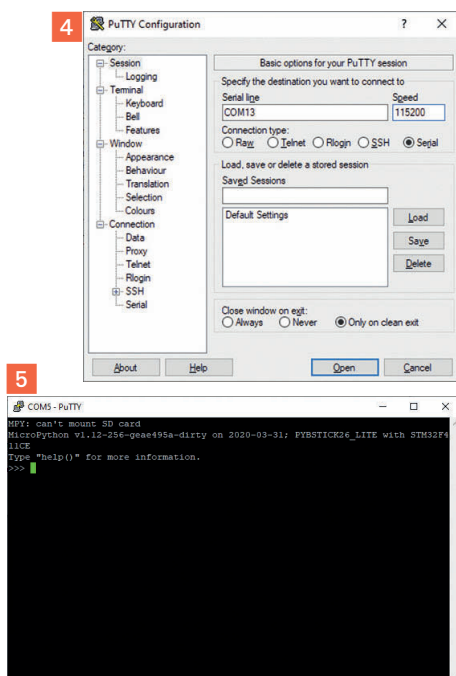 4
PuTTY Configuration
? X
Category:
Session
Logging
Terminal
Keyboard
Bell
Features
Window
Appearance
Behaviour
Translation
Selection
Colours
Connection
Data
Proxy
Telnet
Rlogin
SSH
Serial
Basic options for your PuTTY session
Specify the destination you want to connect to
Serial line Speed
COM13 115200
Connection type:
Raw Telnet Rlogin SSH Serial
Load, save or delete a stored session
Saved Sessions
Default Settings
Load
Save
Delete
Close window on exit:
Always Never Only on clean exit
About Help Open Cancel
5
COM5 - PuTTY
MPY: can't mount SD card
MicroPython v1.12-256-geae495a-dirty on 2020-03-31; PYBSTICK26_LITE with STM32F4
11CE
Type "help()" for more information.
>>>